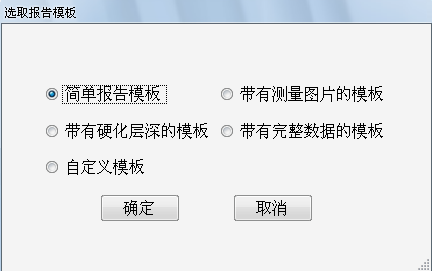 选取报告模板
简单报告模板 带有测量图片的模板
带有硬化层深的模板 带有完整数据的模板
自定义模板
确定 取消